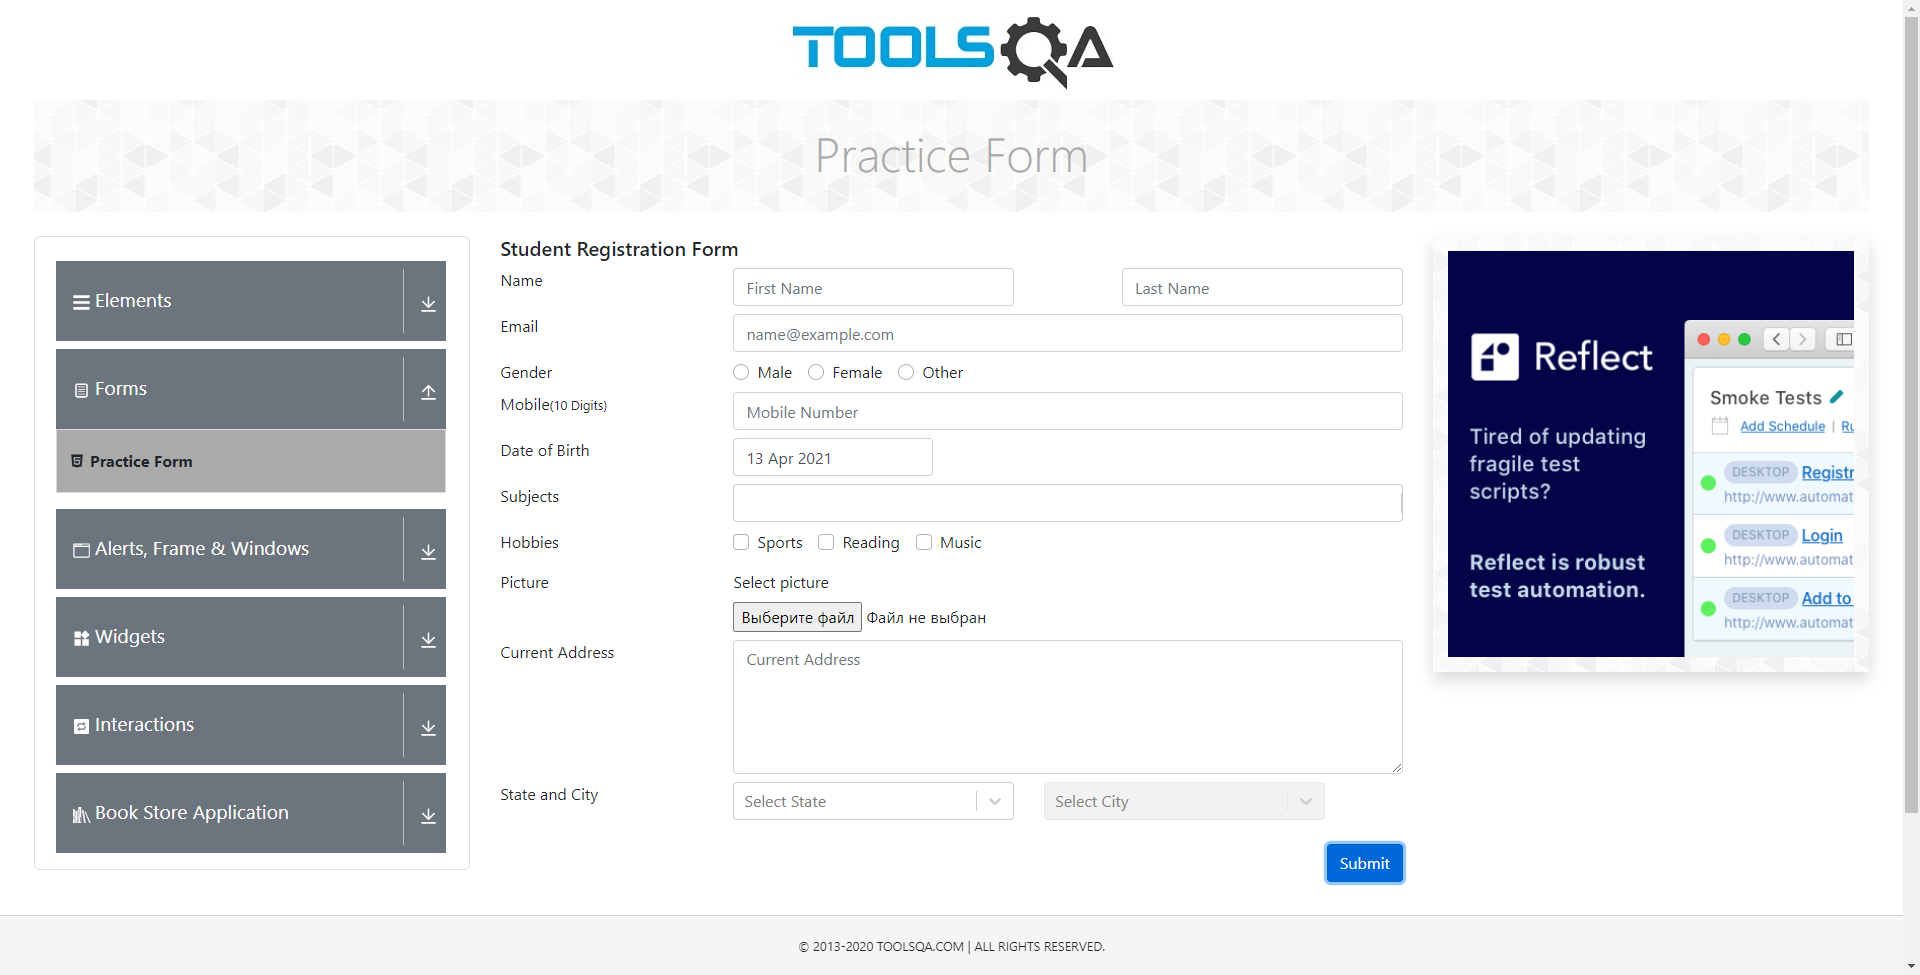 TOOLSQA
Practice Form
Elements
Forms
Practice Form
Alerts, Frame & Windows
Widgets
Interactions
Book Store Application
Student Registration Form
Name
First Name
Last Name
Email
name@example.com
Gender
Male
Female
Other
Mobile(10 Digits)
Mobile Number
Date of Birth
13 Apr 2021
Subjects
Hobbies
Sports
Reading
Music
Picture
Select picture
Выберите файл Файл не выбран
Current Address
Current Address
State and City
Select State
Select City
Submit
Reflect
Tired of updating
fragile test
scripts?
Reflect is robust
test automation.
Smoke Tests
Add Schedule | Ru
DESKTOP Registr
http://www.automat
DESKTOP Login
http://www.automat
DESKTOP Add to
http://www.automat
© 2013-2020 TOOLSQA.COM | ALL RIGHTS RESERVED.